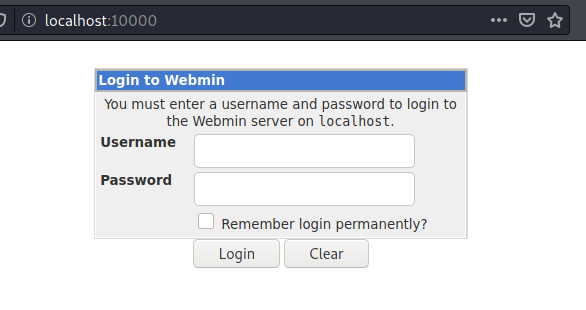 localhost:10000
Login to Webmin
You must enter a username and password to login to
the Webmin server on localhost.
Username
Password
Remember login permanently?
Login Clear